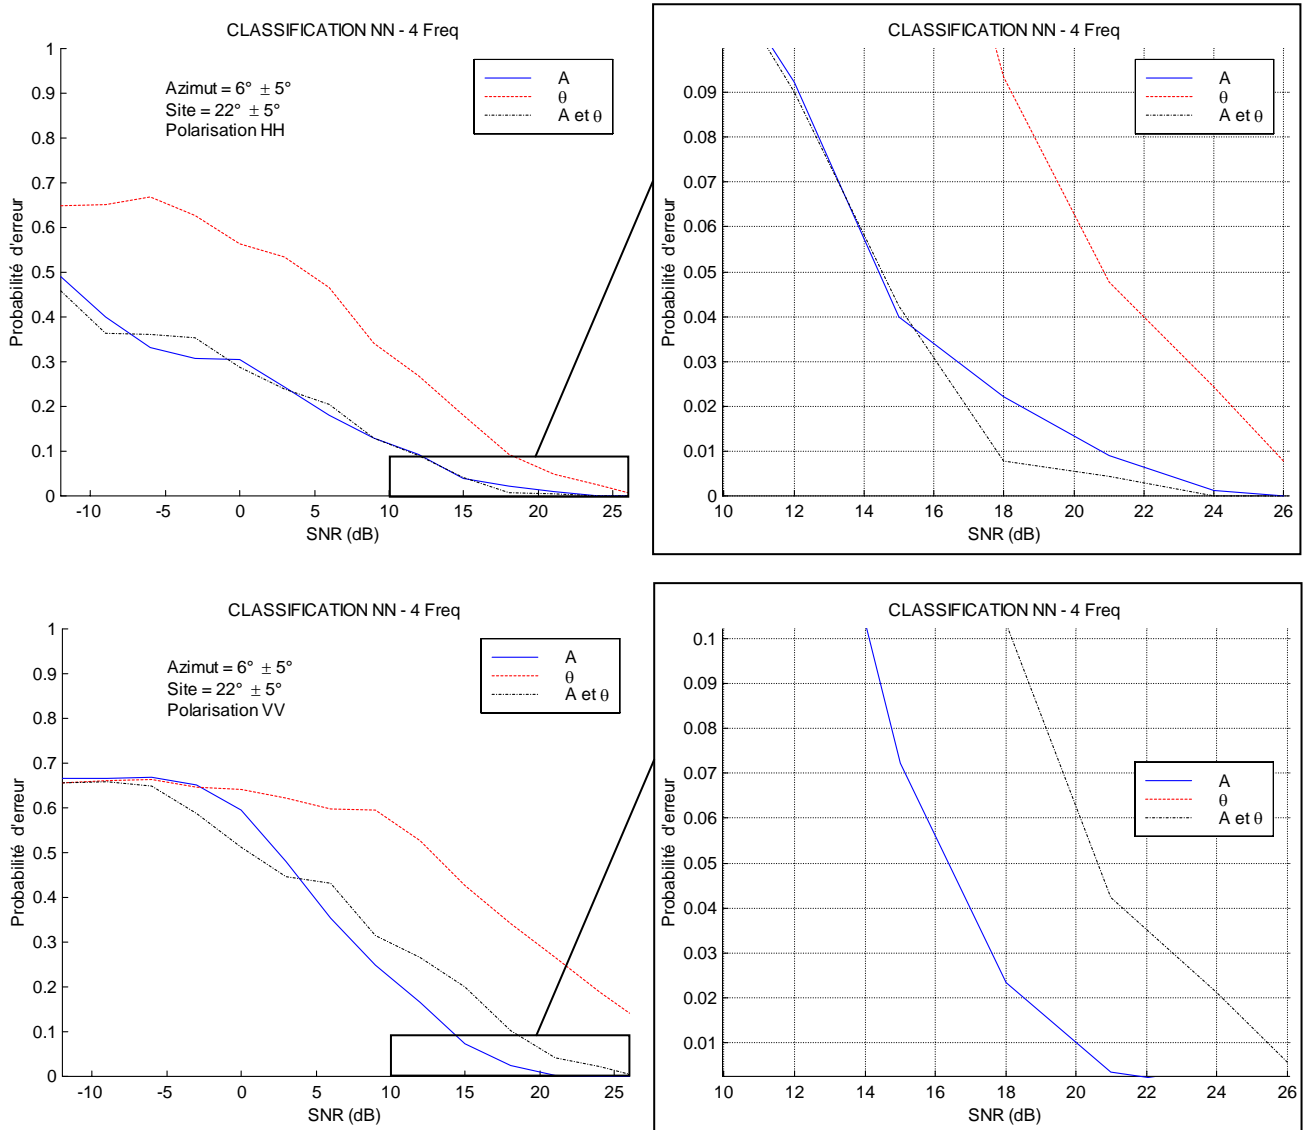 CLASSIFICATION NN - 4 Freq
1
0.9
0.8
0.7
0.6
0.5
0.4
0.3
0.2
0.1
0
Probabilité d'erreur
Azimut = 6° ± 5°
Site = 22° ± 5°
Polarisation HH
A
θ
A et θ
-10 -5 0 5 10 15 20 25
SNR (dB)
CLASSIFICATION NN - 4 Freq
0.09
0.08
0.07
0.06
0.05
0.04
0.03
0.02
0.01
0
Probabilité d'erreur
A
θ
A et θ
10 12 14 16 18 20 22 24 26
SNR (dB)
CLASSIFICATION NN - 4 Freq
1
0.9
0.8
0.7
0.6
0.5
0.4
0.3
0.2
0.1
0
Probabilité d'erreur
Azimut = 6° ± 5°
Site = 22° ± 5°
Polarisation VV
A
θ
A et θ
-10 -5 0 5 10 15 20 25
SNR (dB)
CLASSIFICATION NN - 4 Freq
0.1
0.09
0.08
0.07
0.06
0.05
0.04
0.03
0.02
0.01
Probabilité d'erreur
A
θ
A et θ
10 12 14 16 18 20 22 24 26
SNR (dB)